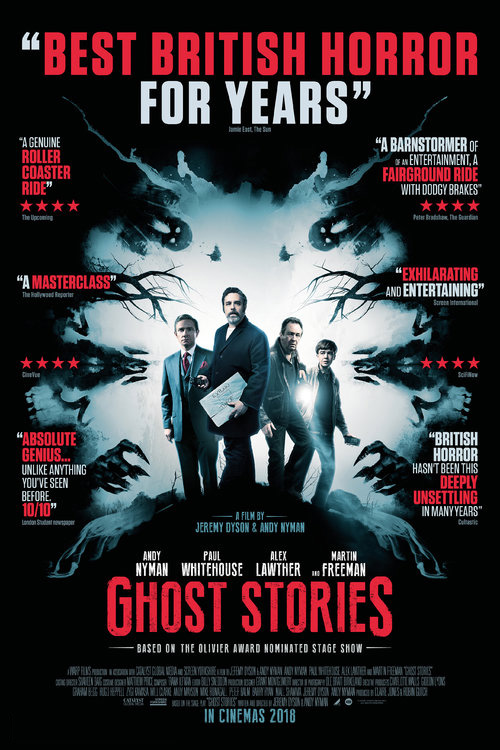 “BEST BRITISH HORROR
FOR YEARS”
Jamie East, The Sun
“A GENUINE
ROLLER
COASTER
RIDE”
★★★★
The Upcoming
“A BARNSTORMER OF
OF AN ENTERTAINMENT, A
FAIRGROUND RIDE
WITH DODGY BRAKES”
★★★★
Peter Bradshaw, The Guardian
“A MASTERCLASS”
The Hollywood Reporter
“EXHILARATING
AND ENTERTAINING”
Screen International
★★★★
CineVue
★★★★
SciFiNow
“ABSOLUTE
GENIUS...
UNLIKE ANYTHING
YOU’VE SEEN
BEFORE.
10/10”
London Student newspaper
“BRITISH
HORROR
HASN’T BEEN THIS
DEEPLY
UNSETTLING
IN MANY YEARS”
Cultastic
A FILM BY
JEREMY DYSON & ANDY NYMAN
ANDY NYMAN
PAUL WHITEHOUSE
ALEX LAWTHER
AND MARTIN FREEMAN
GHOST STORIES
BASED ON THE OLIVIER AWARD NOMINATED STAGE SHOW
IN CINEMAS 2018